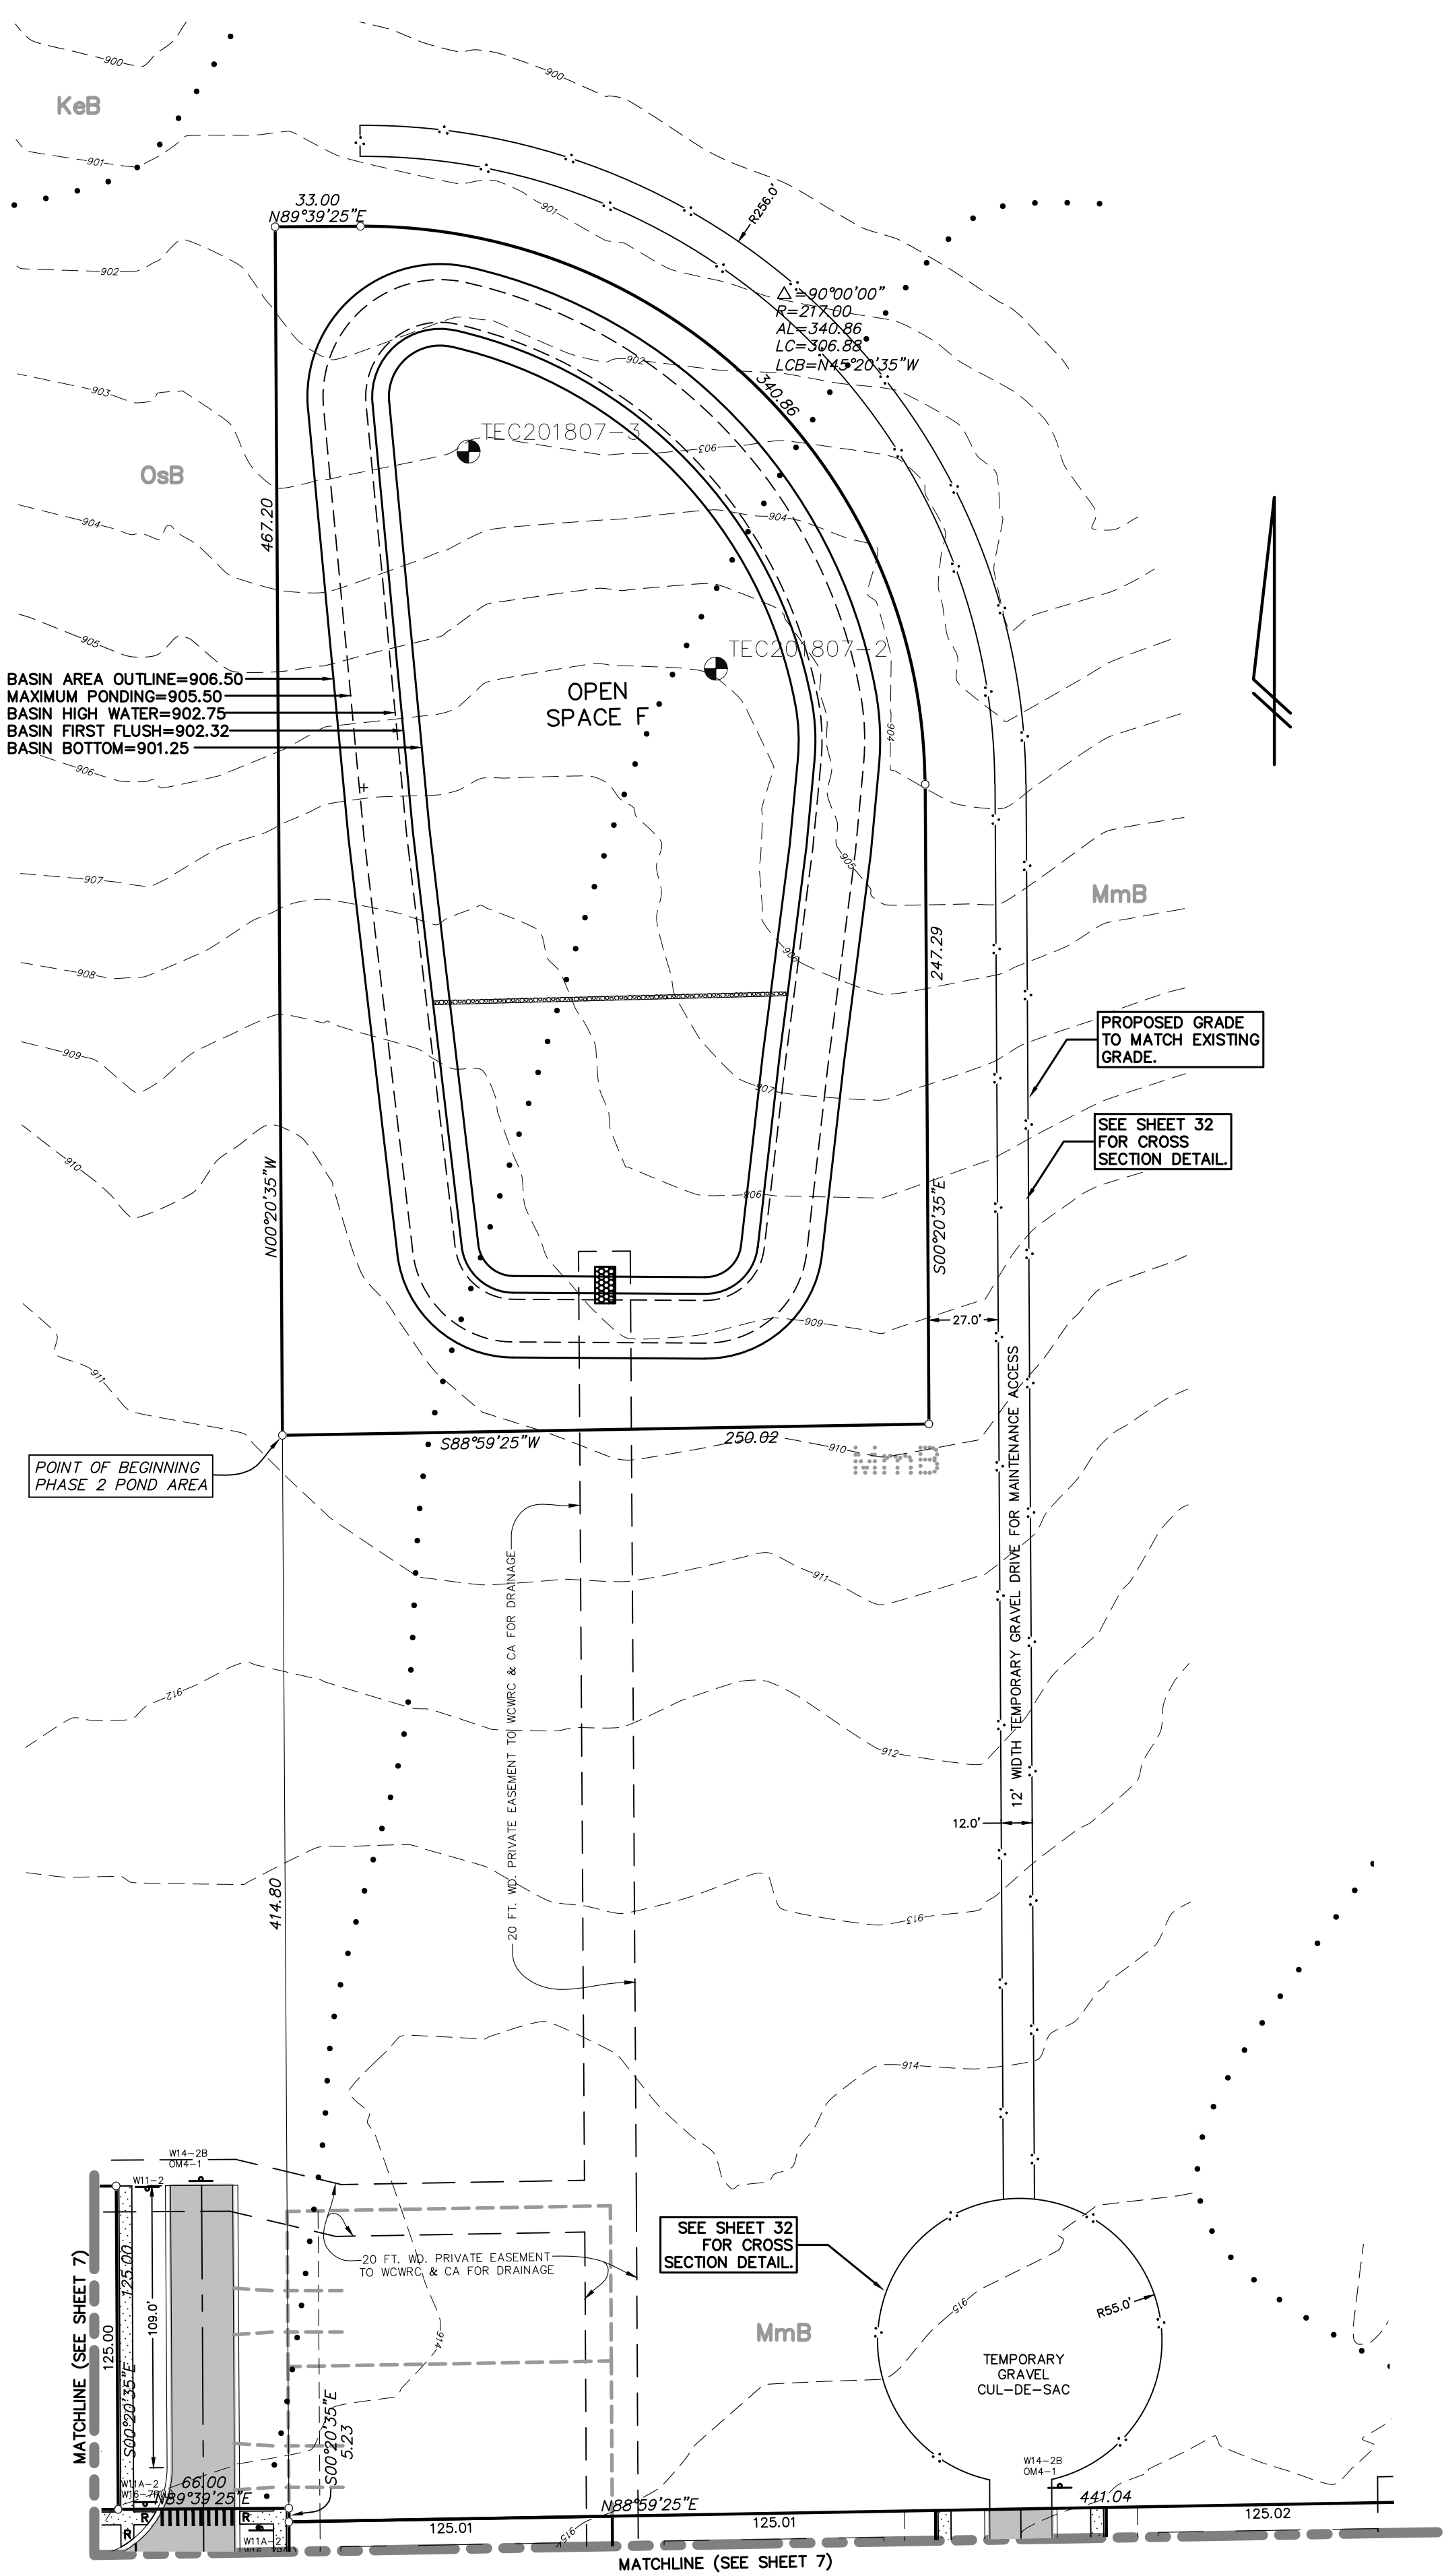 900
900
KeB
901
33.00
N89°39'25"E
901
R256.0'
902
△=90°00'00"
R=217.00
AL=340.86
LC=306.88
LCB=N45°20'35"W
902
903
340.86
TEC201807-3
903
OsB
467.20
904
904
905
TEC201807-2
BASIN AREA OUTLINE=906.50
MAXIMUM PONDING=905.50
BASIN HIGH WATER=902.75
BASIN FIRST FLUSH=902.32
BASIN BOTTOM=901.25
OPEN
SPACE F
904
906
905
907
MmB
247.29
906
908
PROPOSED GRADE
TO MATCH EXISTING
GRADE.
909
907
SEE SHEET 32
FOR CROSS
SECTION DETAIL.
910
N00°20'35"W
908
S00°20'35"E
909
27.0'
911
S88°59'25"W
250.02
910
MmB
POINT OF BEGINNING
PHASE 2 POND AREA
12' WIDTH TEMPORARY GRAVEL DRIVE FOR MAINTENANCE ACCESS
20 FT. WD. PRIVATE EASEMENT TO WCWRC & CA FOR DRAINAGE
911
912
912
12.0'
414.80
913
914
W14-2B
OM4-1
W11-2
SEE SHEET 32
FOR CROSS
SECTION DETAIL.
20 FT. WD. PRIVATE EASEMENT
TO WCWRC & CA FOR DRAINAGE
915
R55.0'
MATCHLINE (SEE SHEET 7)
125.00
S00°20'35"E
125.00
109.0'
914
MmB
TEMPORARY
GRAVEL
CUL-DE-SAC
S00°20'35"E
5.23
W14-2B
OM4-1
W11A-2
66.00
N89°39'25"E
R
R
R
W11A-2
N88°59'25"E
441.04
125.01
915
125.01
125.02
MATCHLINE (SEE SHEET 7)